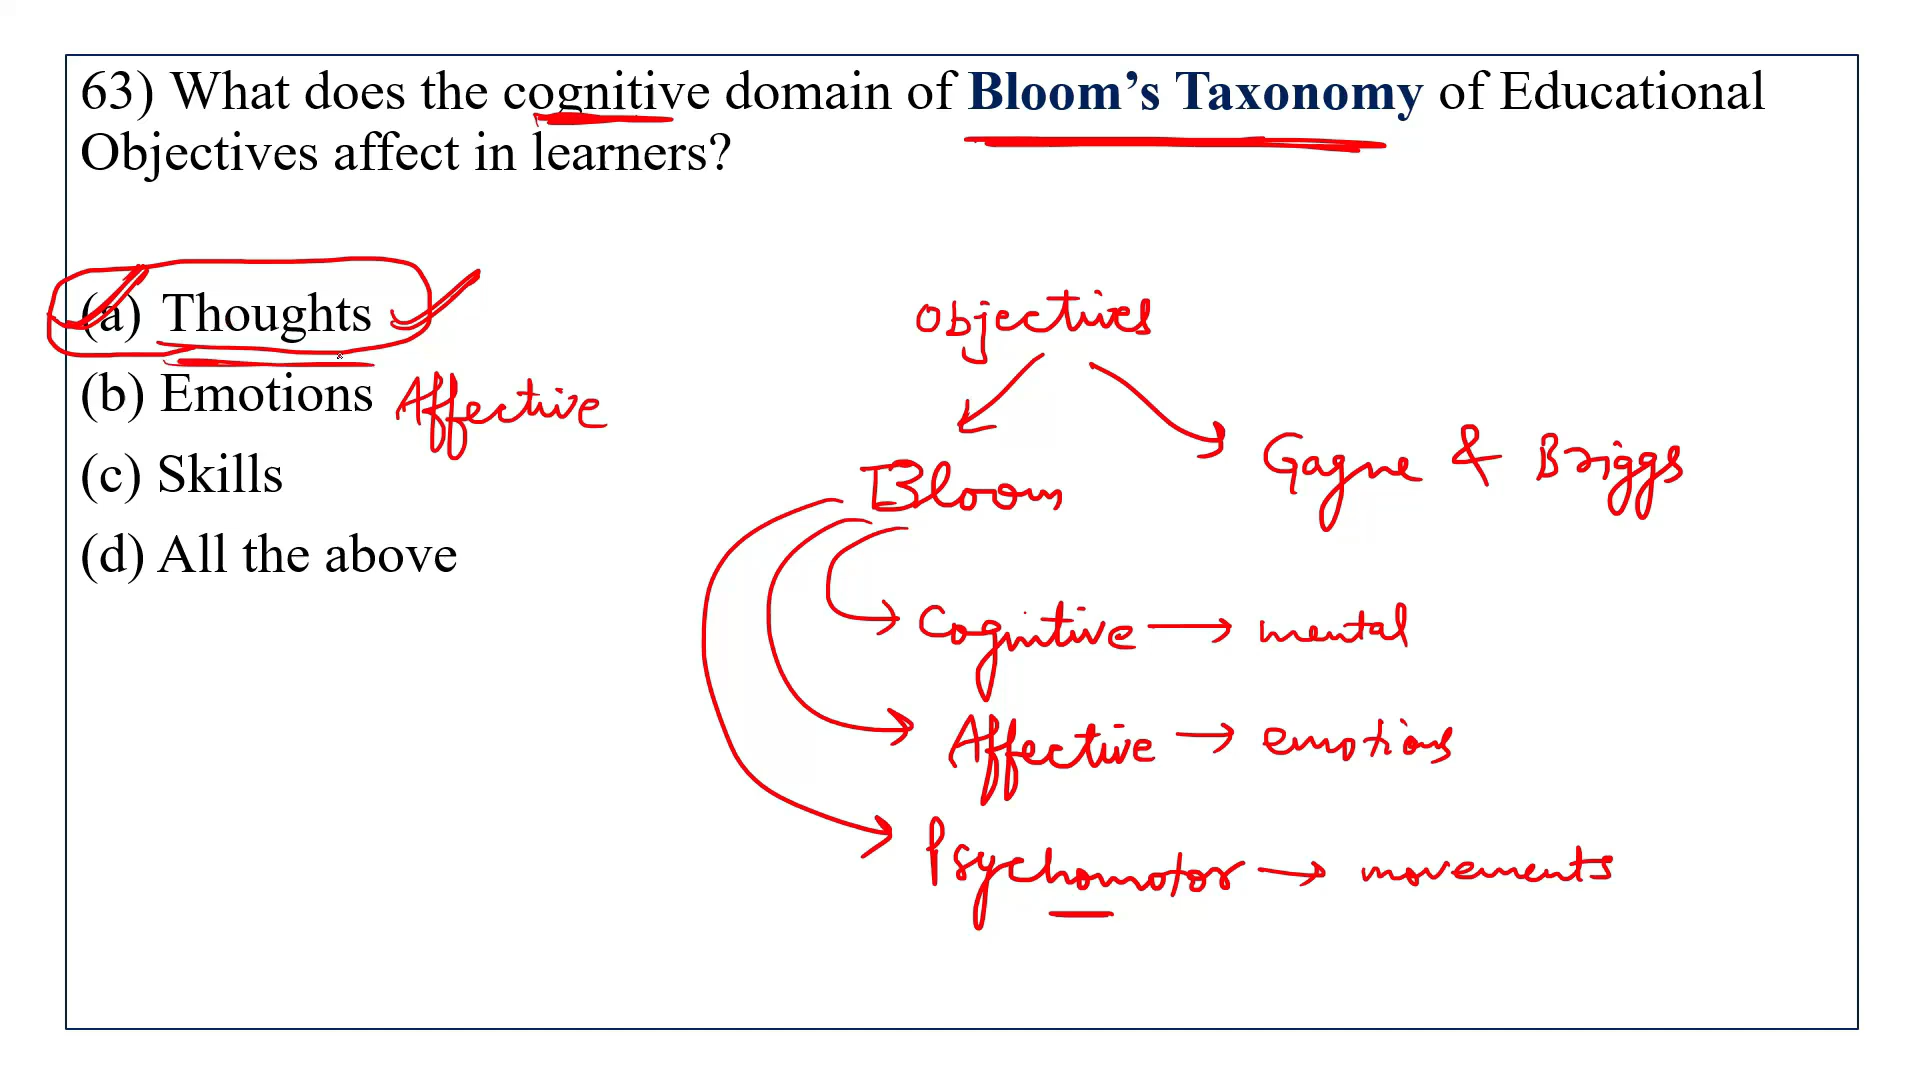 63) What does the cognitive domain of Bloom’s Taxonomy of Educational
Objectives affect in learners?
(a) Thoughts
(b) Emotions Affective
(c) Skills
(d) All the above
Objectives
Bloom
Gagne & Briggs
Cognitive → mental
Affective → emotions
Psychomotor → movements